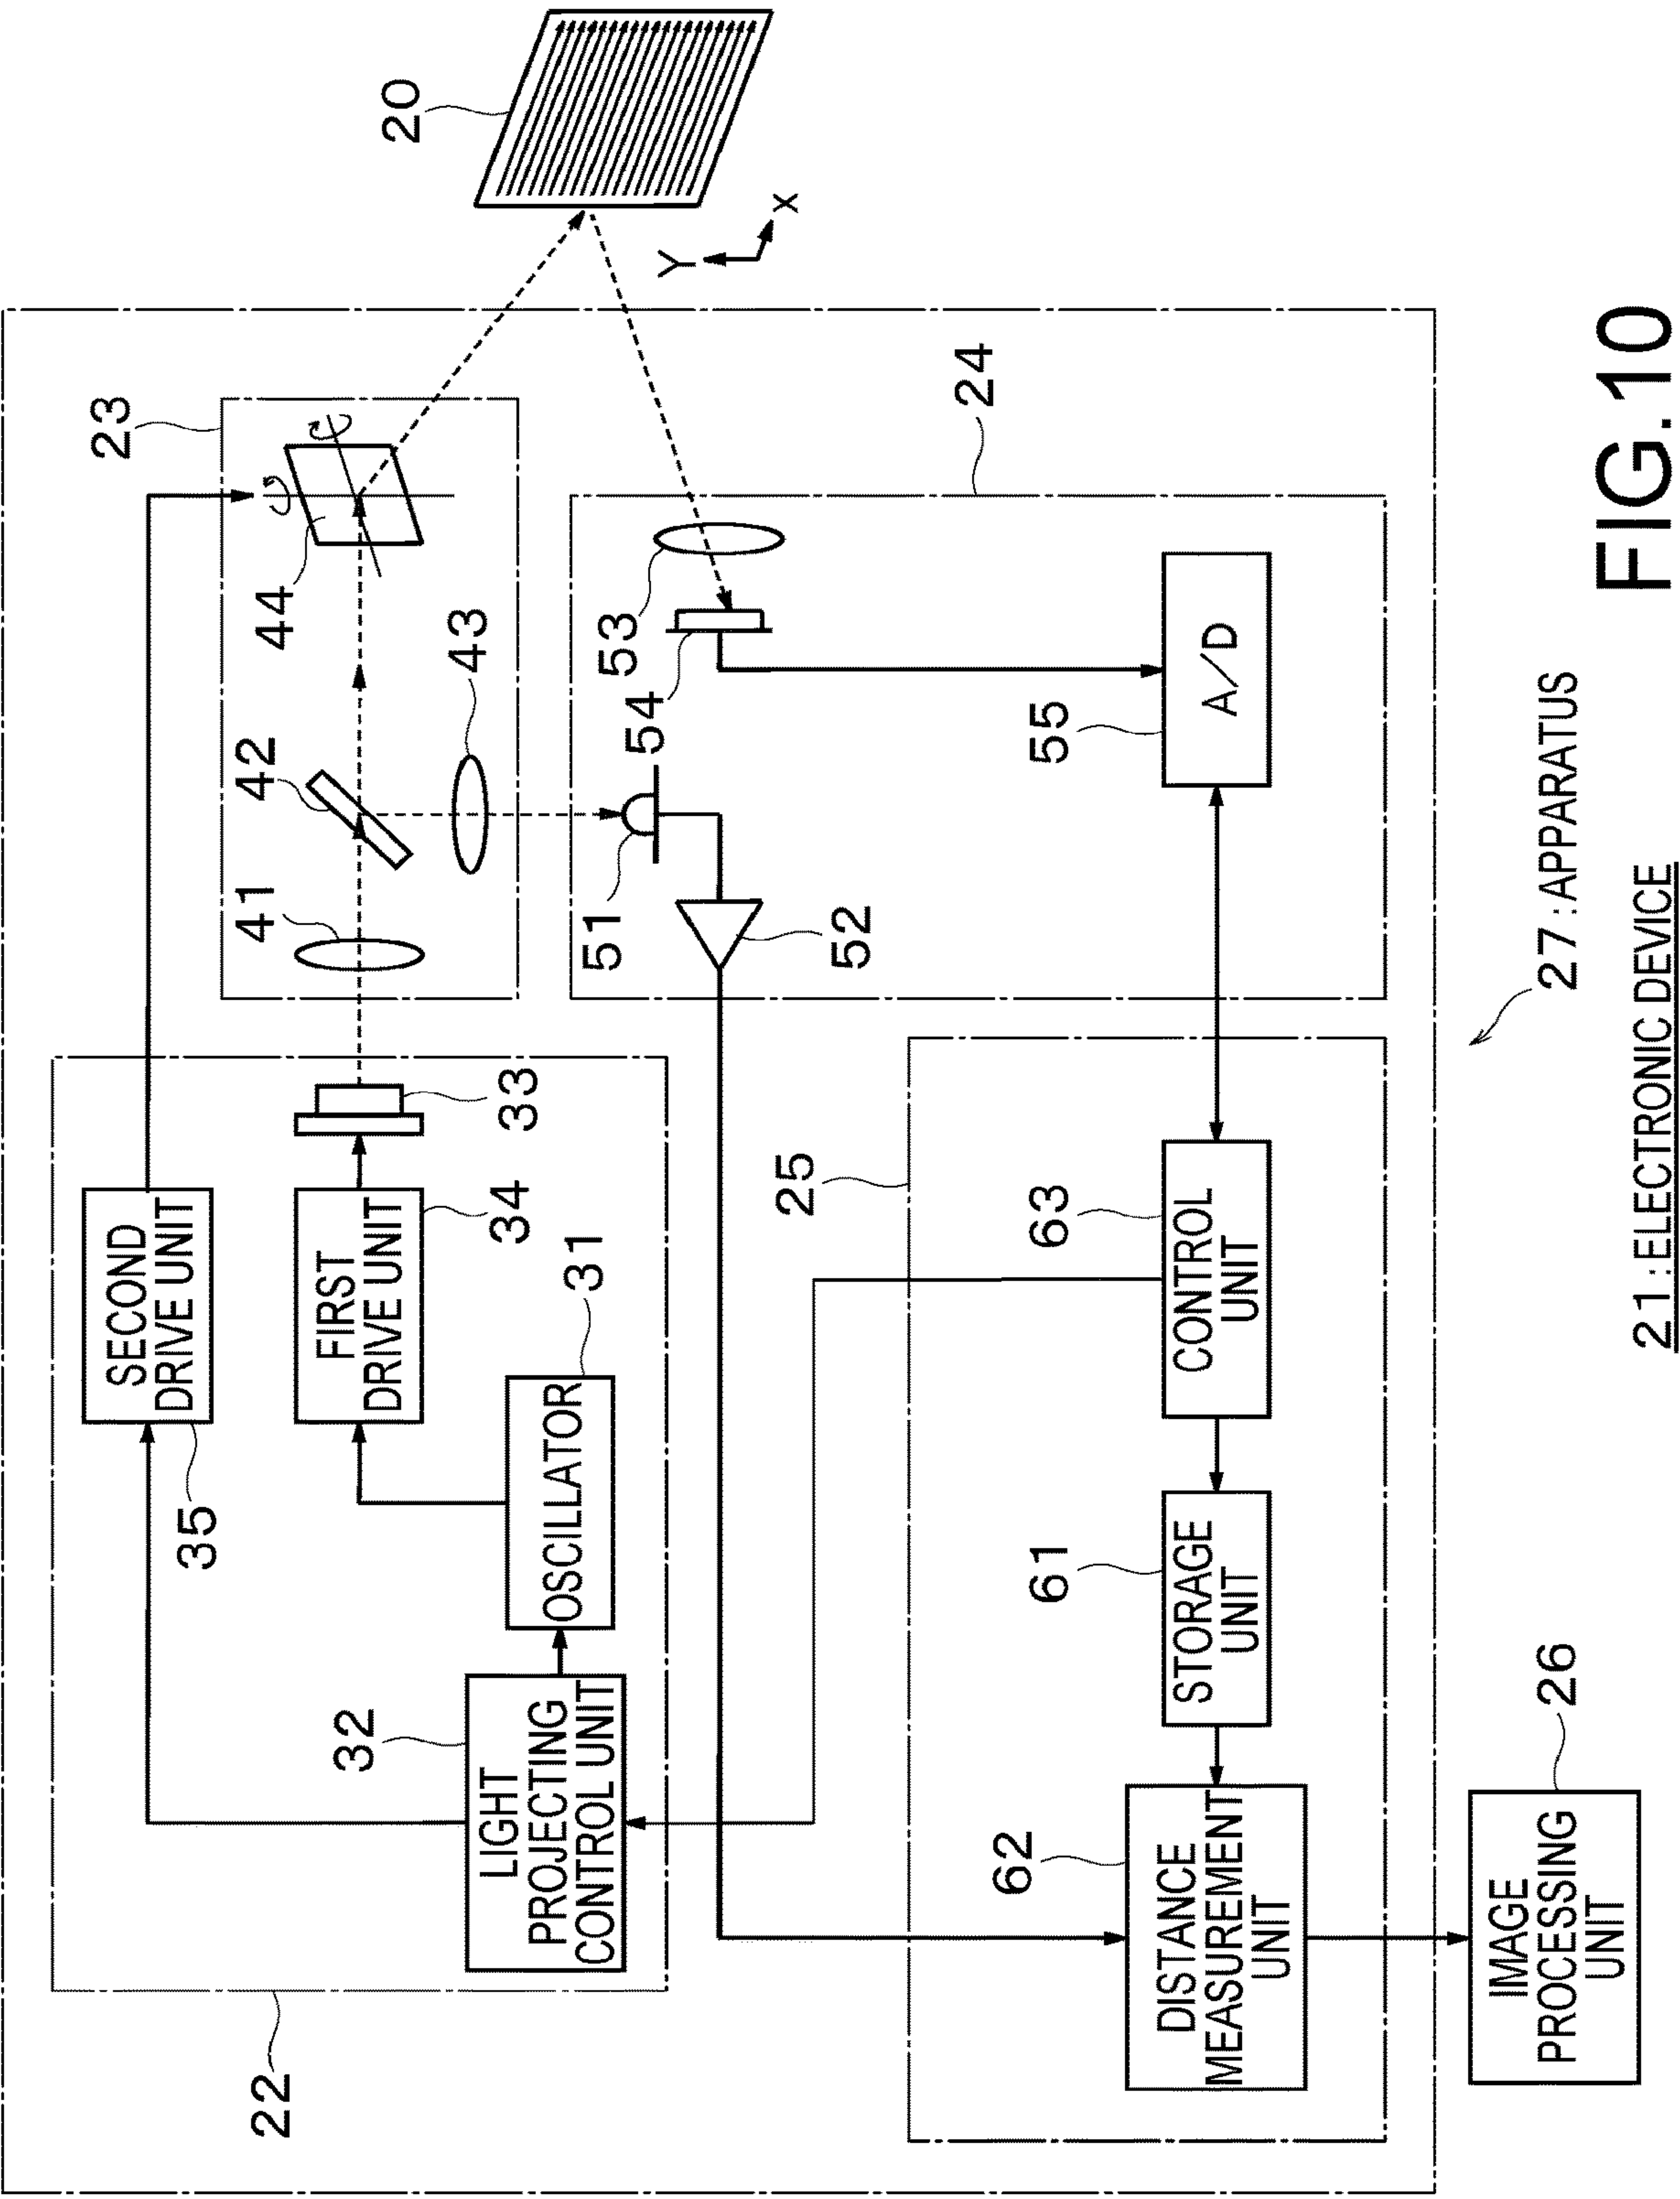 22
35
SECOND
DRIVE UNIT
23
20
32
LIGHT
PROJECTING
CONTROL UNIT
OSCILLATOR
31
FIRST
DRIVE UNIT
34
33
41
42
43
44
Y
X
51
52
54
53
24
25
62
DISTANCE
MEASUREMENT
UNIT
61
STORAGE
UNIT
63
CONTROL
UNIT
55
A/D
26
IMAGE
PROCESSING
UNIT
27:APPARATUS
21:ELECTRONIC DEVICE
FIG.10